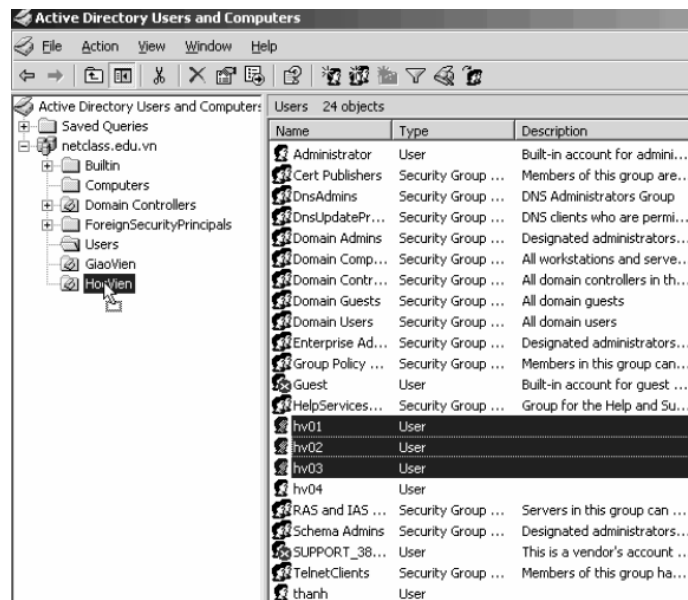 Active Directory Users and Computers
File Action View Window Help
Active Directory Users and Computers
Saved Queries
netclass.edu.vn
Builtin
Computers
Domain Controllers
ForeignSecurityPrincipals
Users
GiaoVien
HocVien
Users 24 objects
Name Type Description
Administrator User Built-in account for admini...
Cert Publishers Security Group ... Members of this group are...
DnsAdmins Security Group ... DNS Administrators Group
DnsUpdatePr... Security Group ... DNS clients who are permi...
Domain Admins Security Group ... Designated administrators...
Domain Comp... Security Group ... All workstations and serve...
Domain Contr... Security Group ... All domain controllers in th...
Domain Guests Security Group ... All domain guests
Domain Users Security Group ... All domain users
Enterprise Ad... Security Group ... Designated administrators...
Group Policy ... Security Group ... Members in this group can...
Guest User Built-in account for guest ...
HelpServices... Security Group ... Group for the Help and Su...
hv01 User
hv02 User
hv03 User
hv04 User
RAS and IAS ... Security Group ... Servers in this group can ...
Schema Admins Security Group ... Designated administrators...
SUPPORT_38... User This is a vendor's account ...
TelnetClients Security Group ... Members of this group ha...
thanh User